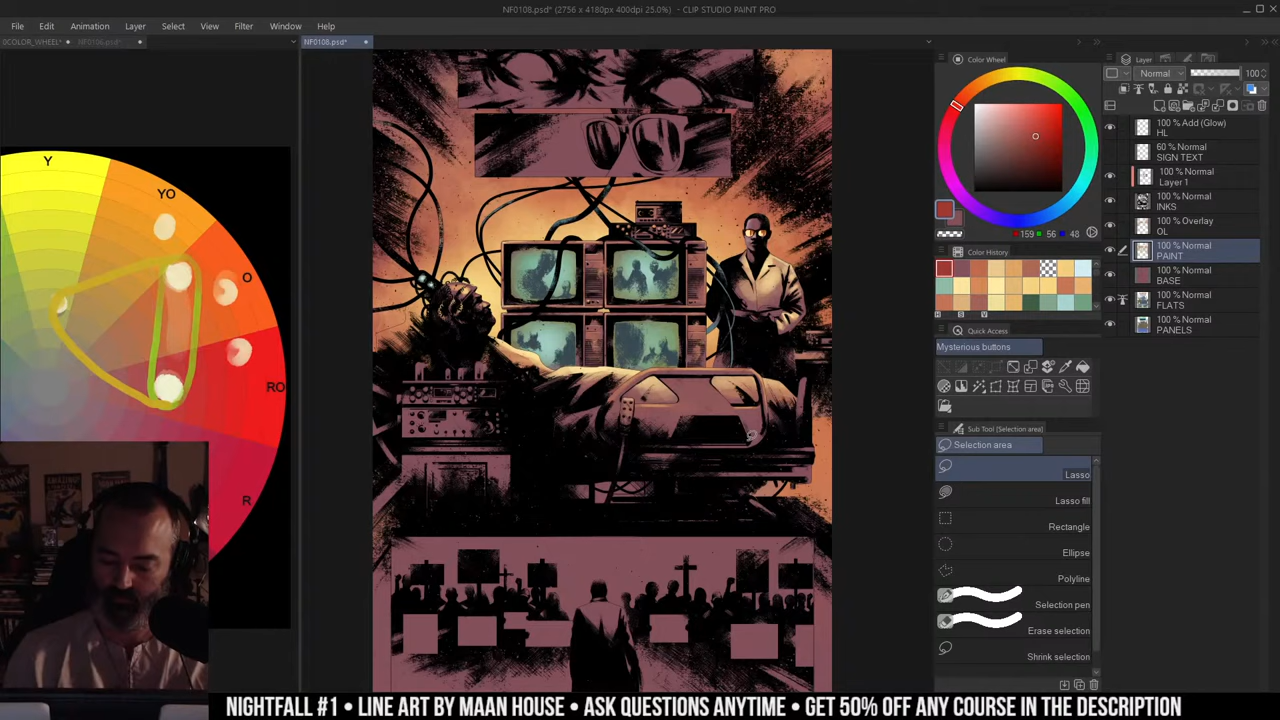 NF0108.psd* (2756 x 4180px 400dpi 25.0%) - CLIP STUDIO PAINT PRO
File Edit Animation Layer Select View Filter Window Help
0COLOR_WHEEL* NF0106.psd* NF0108.psd*
Color Wheel
Layer
Normal 100
100 % Add (Glow)
HL
60 % Normal
SIGN TEXT
100 % Normal
Layer 1
100 % Normal
INKS
100 % Overlay
OL
100 % Normal
PAINT
100 % Normal
BASE
100 % Normal
FLATS
100 % Normal
PANELS
159 56 48
Color History
H S V
Quick Access
Mysterious buttons
Sub Tool (Selection area)
Selection area
Lasso
Lasso fill
Rectangle
Ellipse
Polyline
Selection pen
Erase selection
Shrink selection
Y
YO
O
RO
R
NIGHTFALL #1 • LINE ART BY MAAN HOUSE • ASK QUESTIONS ANYTIME • GET 50% OFF ANY COURSE IN THE DESCRIPTION